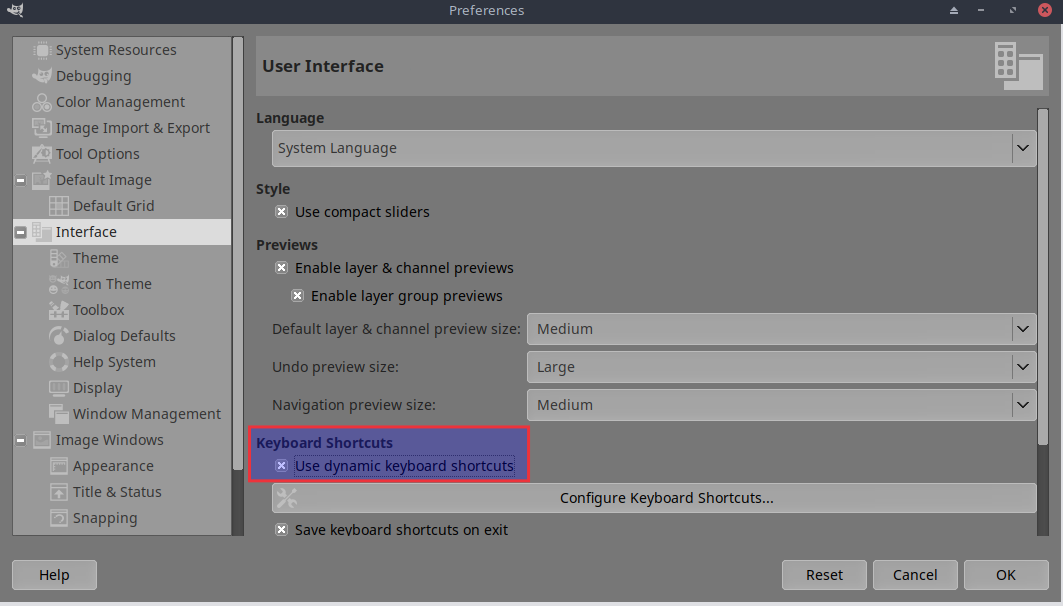 Preferences
System Resources
Debugging
Color Management
Image Import & Export
Tool Options
Default Image
Default Grid
Interface
Theme
Icon Theme
Toolbox
Dialog Defaults
Help System
Display
Window Management
Image Windows
Appearance
Title & Status
Snapping
User Interface
Language
System Language
Style
Use compact sliders
Previews
Enable layer & channel previews
Enable layer group previews
Default layer & channel preview size: Medium
Undo preview size: Large
Navigation preview size: Medium
Keyboard Shortcuts
Use dynamic keyboard shortcuts
Configure Keyboard Shortcuts...
Save keyboard shortcuts on exit
Help Reset Cancel OK